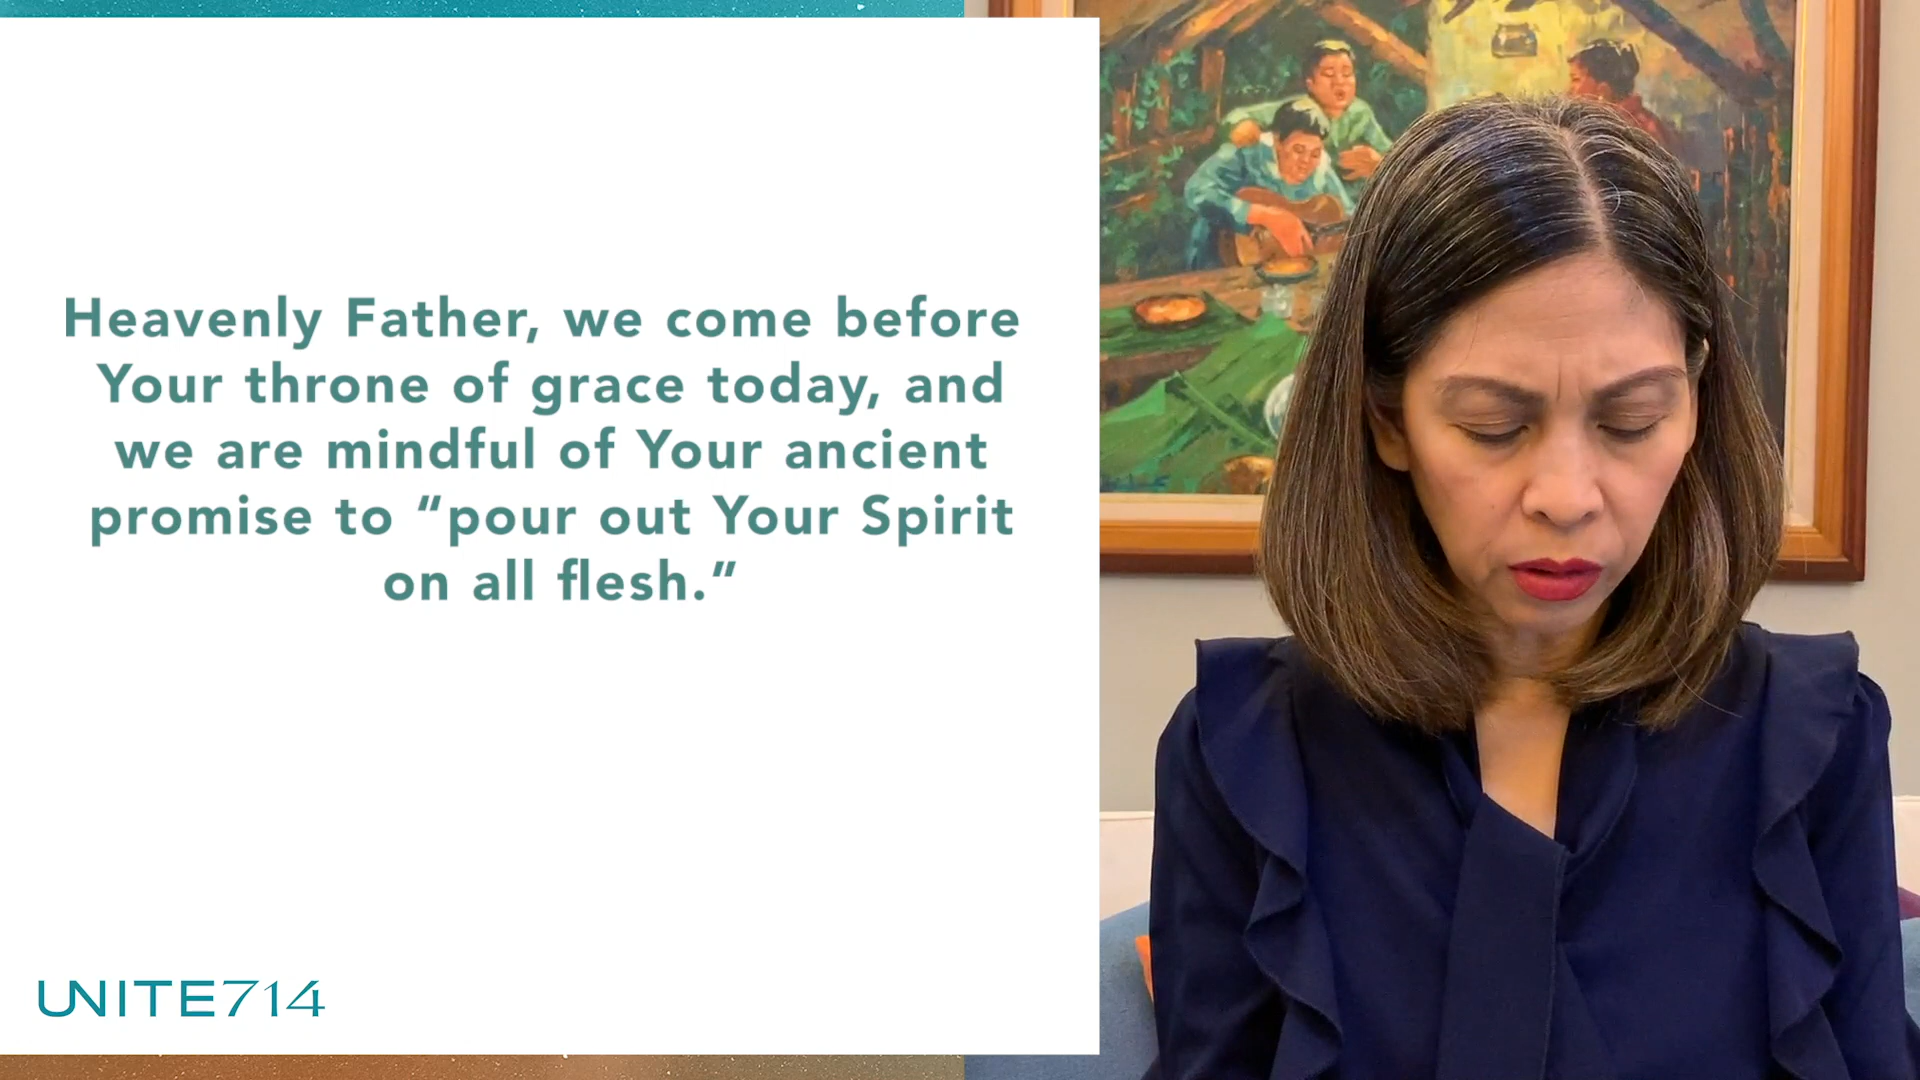 Heavenly Father, we come before
Your throne of grace today, and
we are mindful of Your ancient
promise to “pour out Your Spirit
on all flesh.”
UNITE714